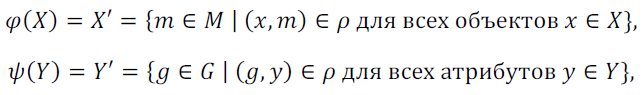 φ(X) = X′ = {m ∈ M | (x, m) ∈ ρ для всех объектов x ∈ X},
ψ(Y) = Y′ = {g ∈ G | (g, y) ∈ ρ для всех атрибутов y ∈ Y},